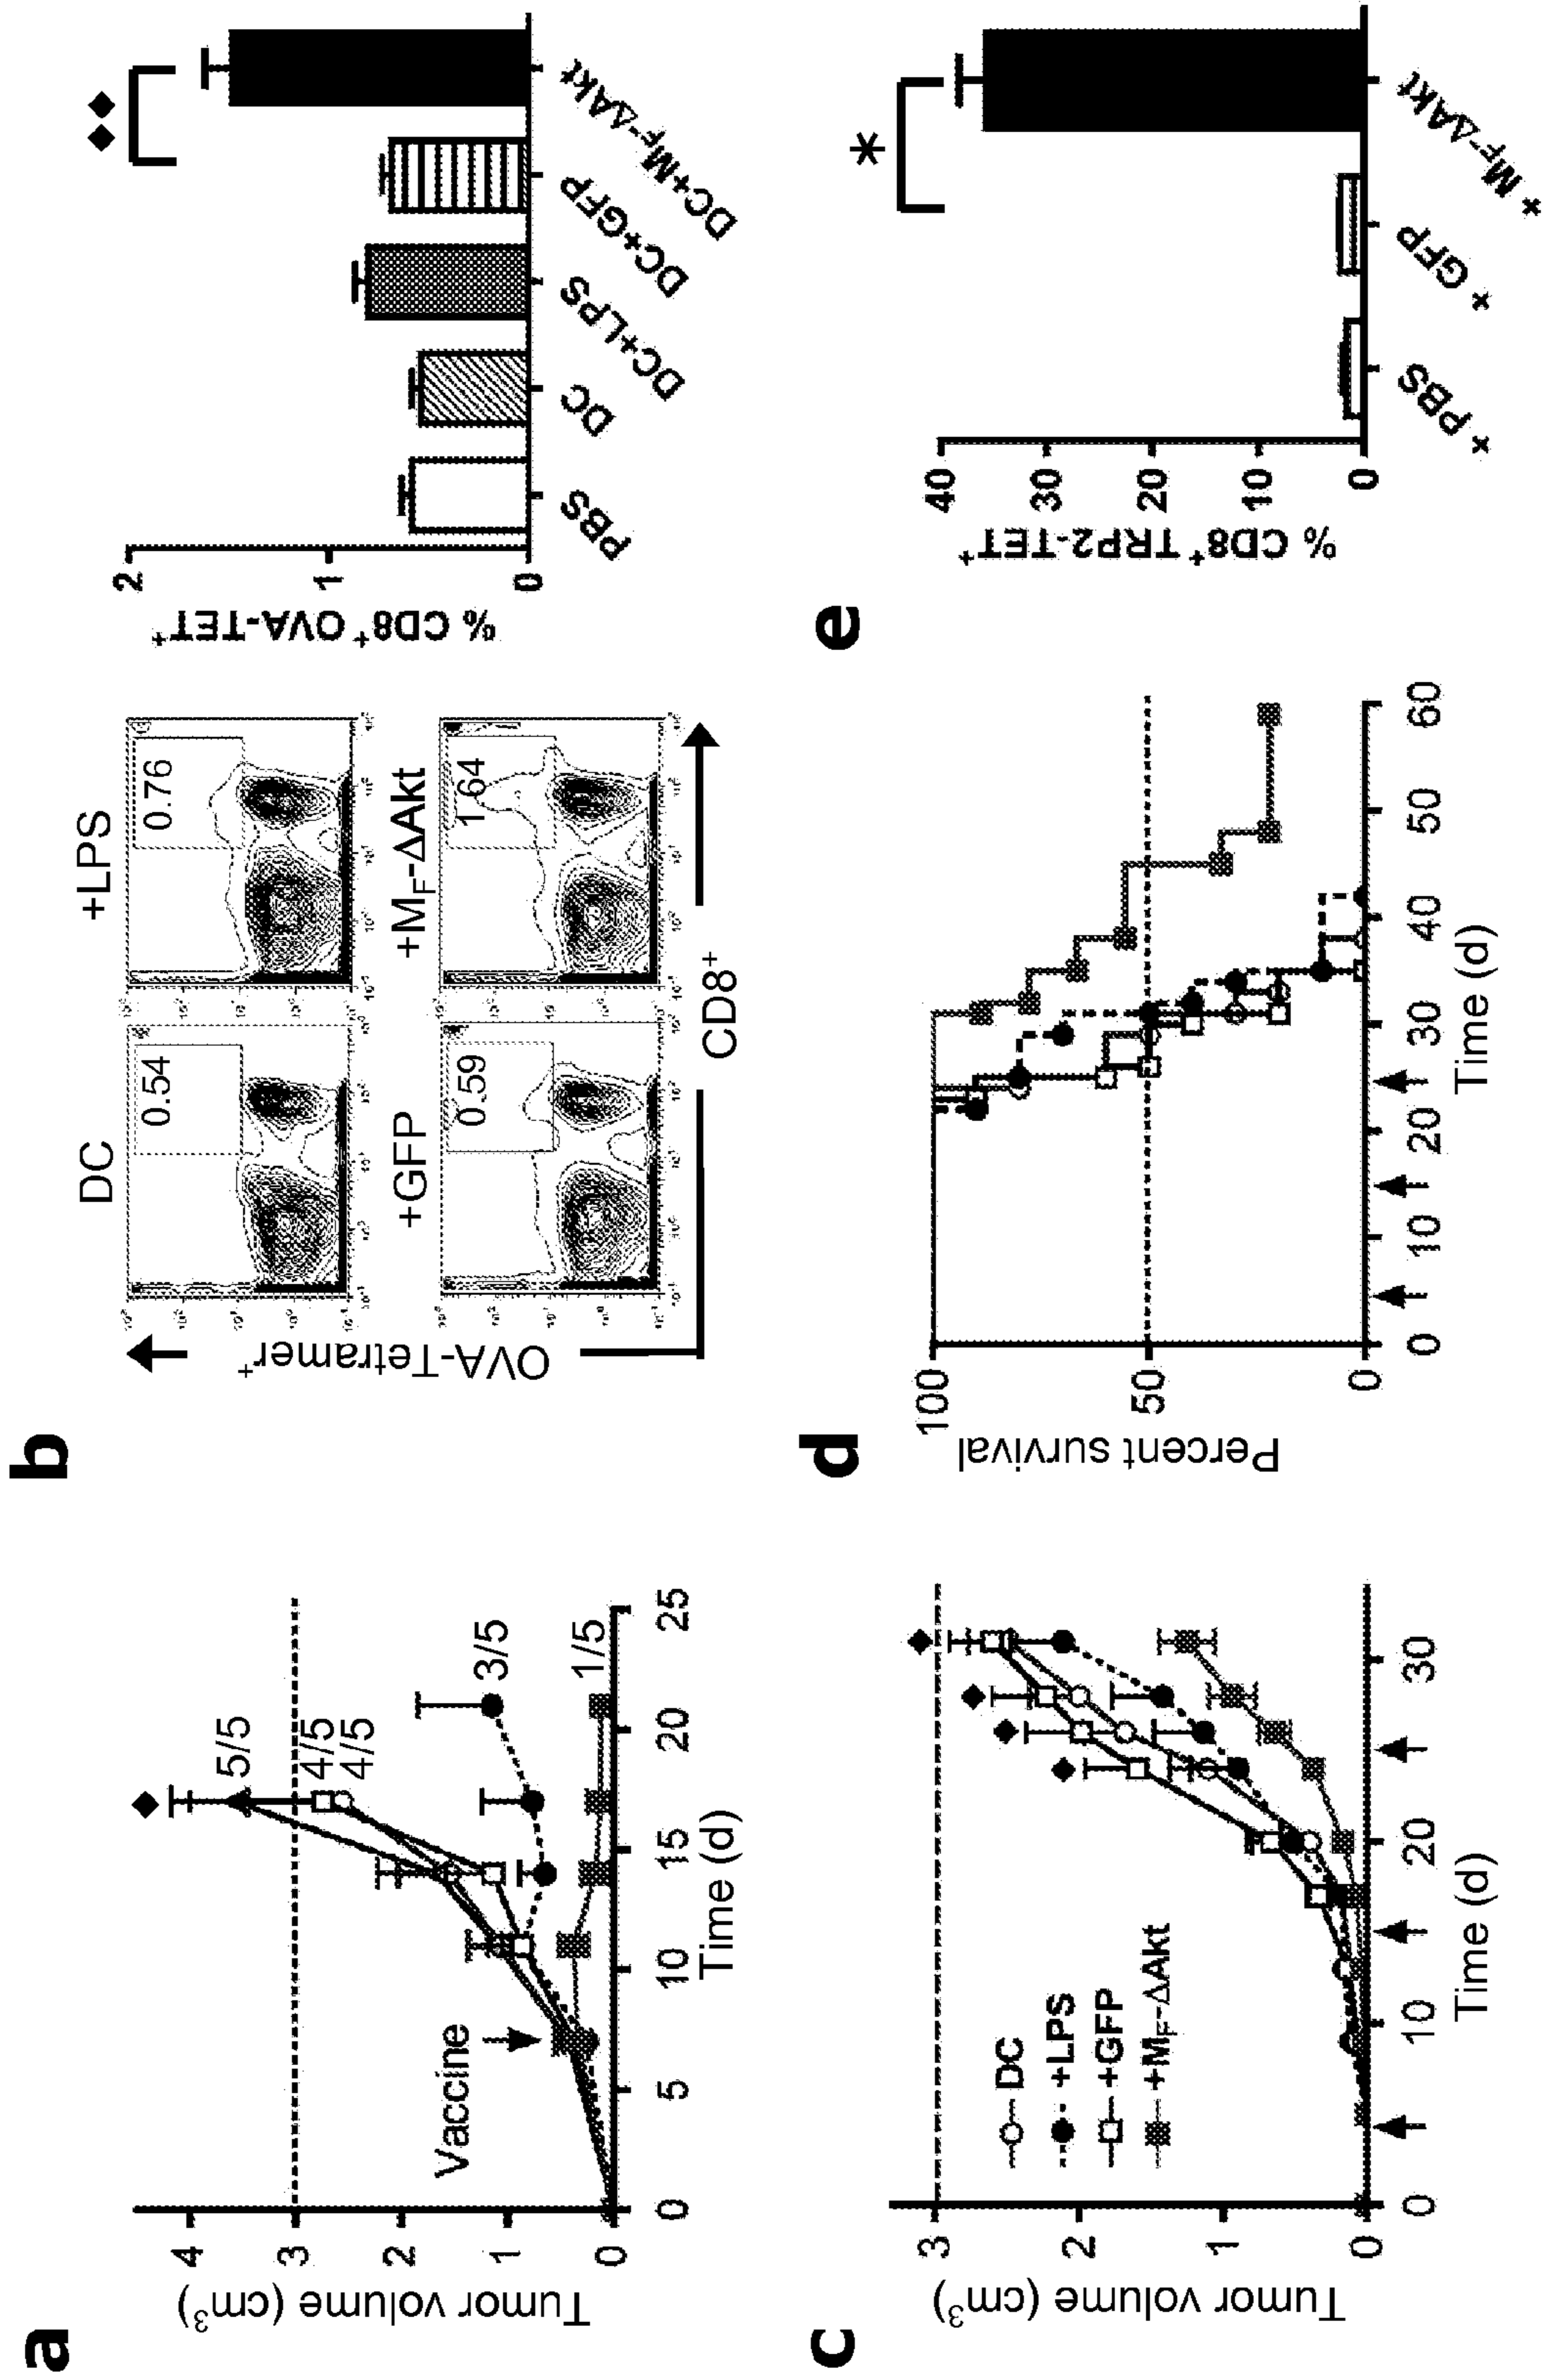 a
Tumor volume (cm³)
4
3
2
1
0
0
5
10
15
20
25
Time (d)
Vaccine
5/5
4/5
4/5
3/5
1/5
b
DC
+LPS
0.54
0.76
+GFP
+M_F-ΔAkt
0.59
1.64
OVA-Tetramer⁺
CD8⁺
% CD8⁺ OVA-TET⁺
2
1
0
PBS
DC
DC+LPS
DC+GFP
DC+M_F-ΔAkt
c
Tumor volume (cm³)
3
2
1
0
0
10
20
30
Time (d)
DC
+LPS
+GFP
+M_F-ΔAkt
d
Percent survival
100
50
0
0
10
20
30
40
50
60
Time (d)
e
% CD8⁺ TRP2-TET⁺
40
30
20
10
0
+ PBS
+ GFP
+ M_F-ΔAkt
*